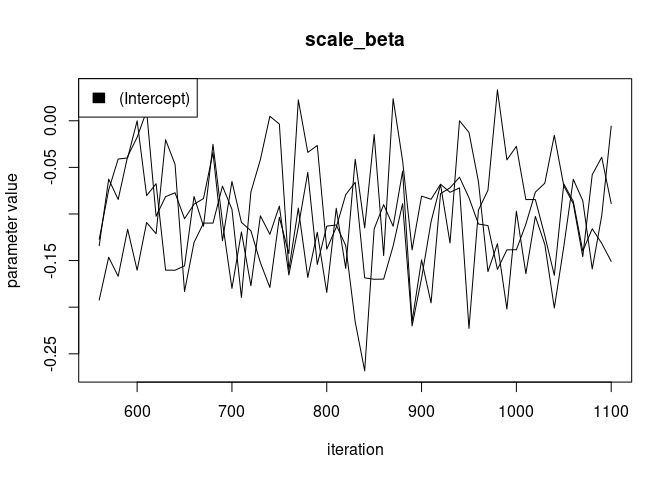 scale_beta
(Intercept)
0.00
-0.05
-0.15
-0.25
parameter value
600
700
800
900
1000
1100
iteration